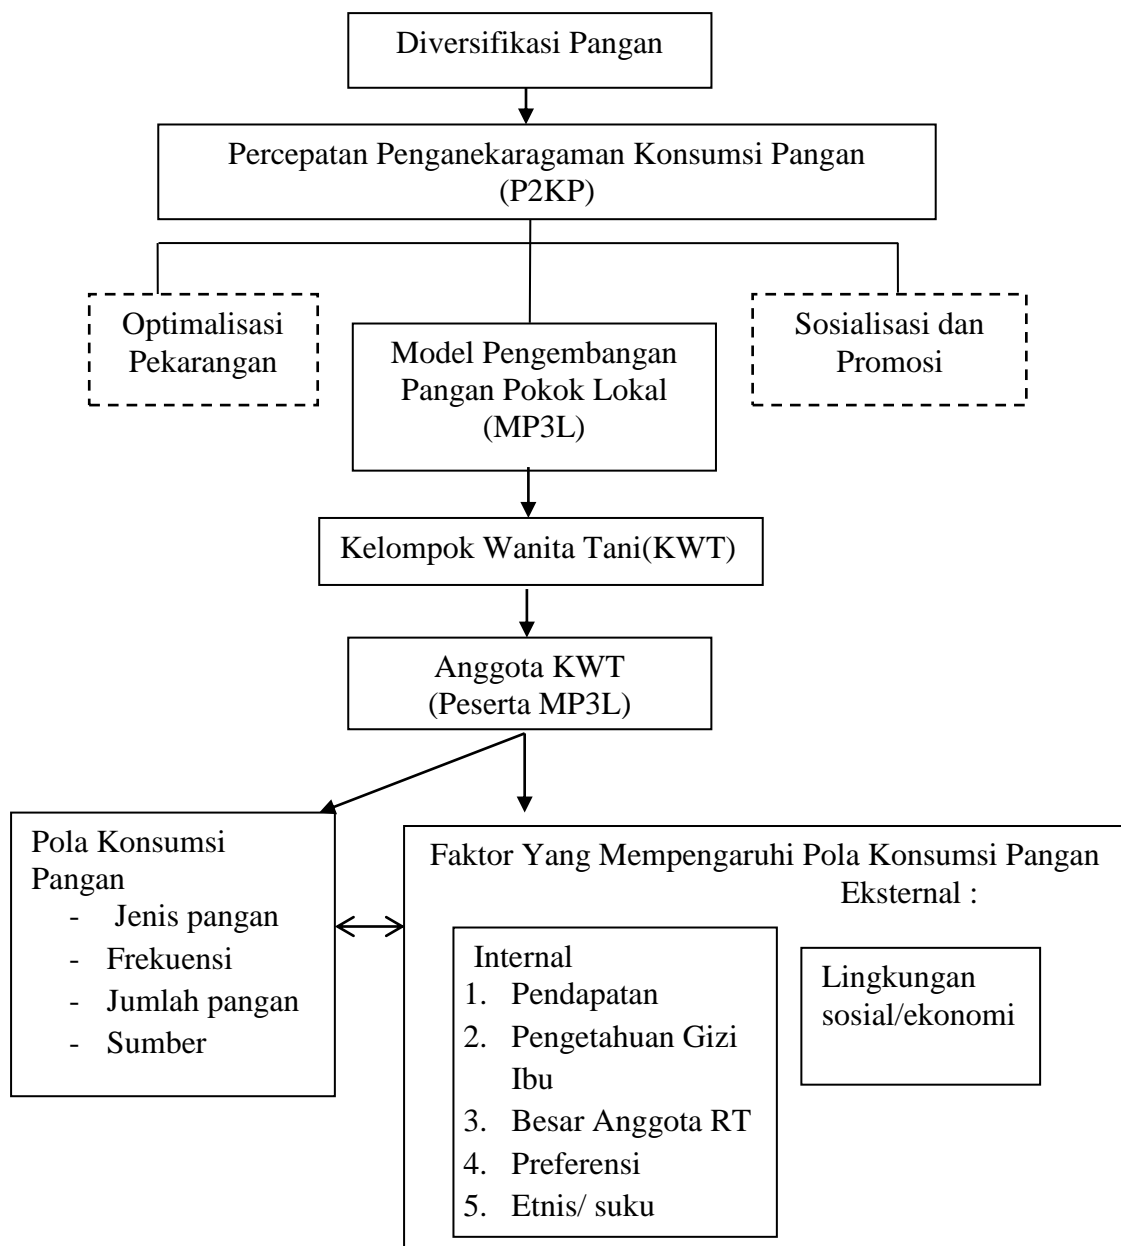 Diversifikasi Pangan
Percepatan Penganekaragaman Konsumsi Pangan
(P2KP)
Optimalisasi
Pekarangan
Model Pengembangan
Pangan Pokok Lokal
(MP3L)
Sosialisasi dan
Promosi
Kelompok Wanita Tani(KWT)
Anggota KWT
(Peserta MP3L)
Pola Konsumsi
Pangan
- Jenis pangan
- Frekuensi
- Jumlah pangan
- Sumber
Faktor Yang Mempengaruhi Pola Konsumsi Pangan
Eksternal :
Internal
1. Pendapatan
2. Pengetahuan Gizi
Ibu
3. Besar Anggota RT
4. Preferensi
5. Etnis/ suku
Lingkungan
sosial/ekonomi